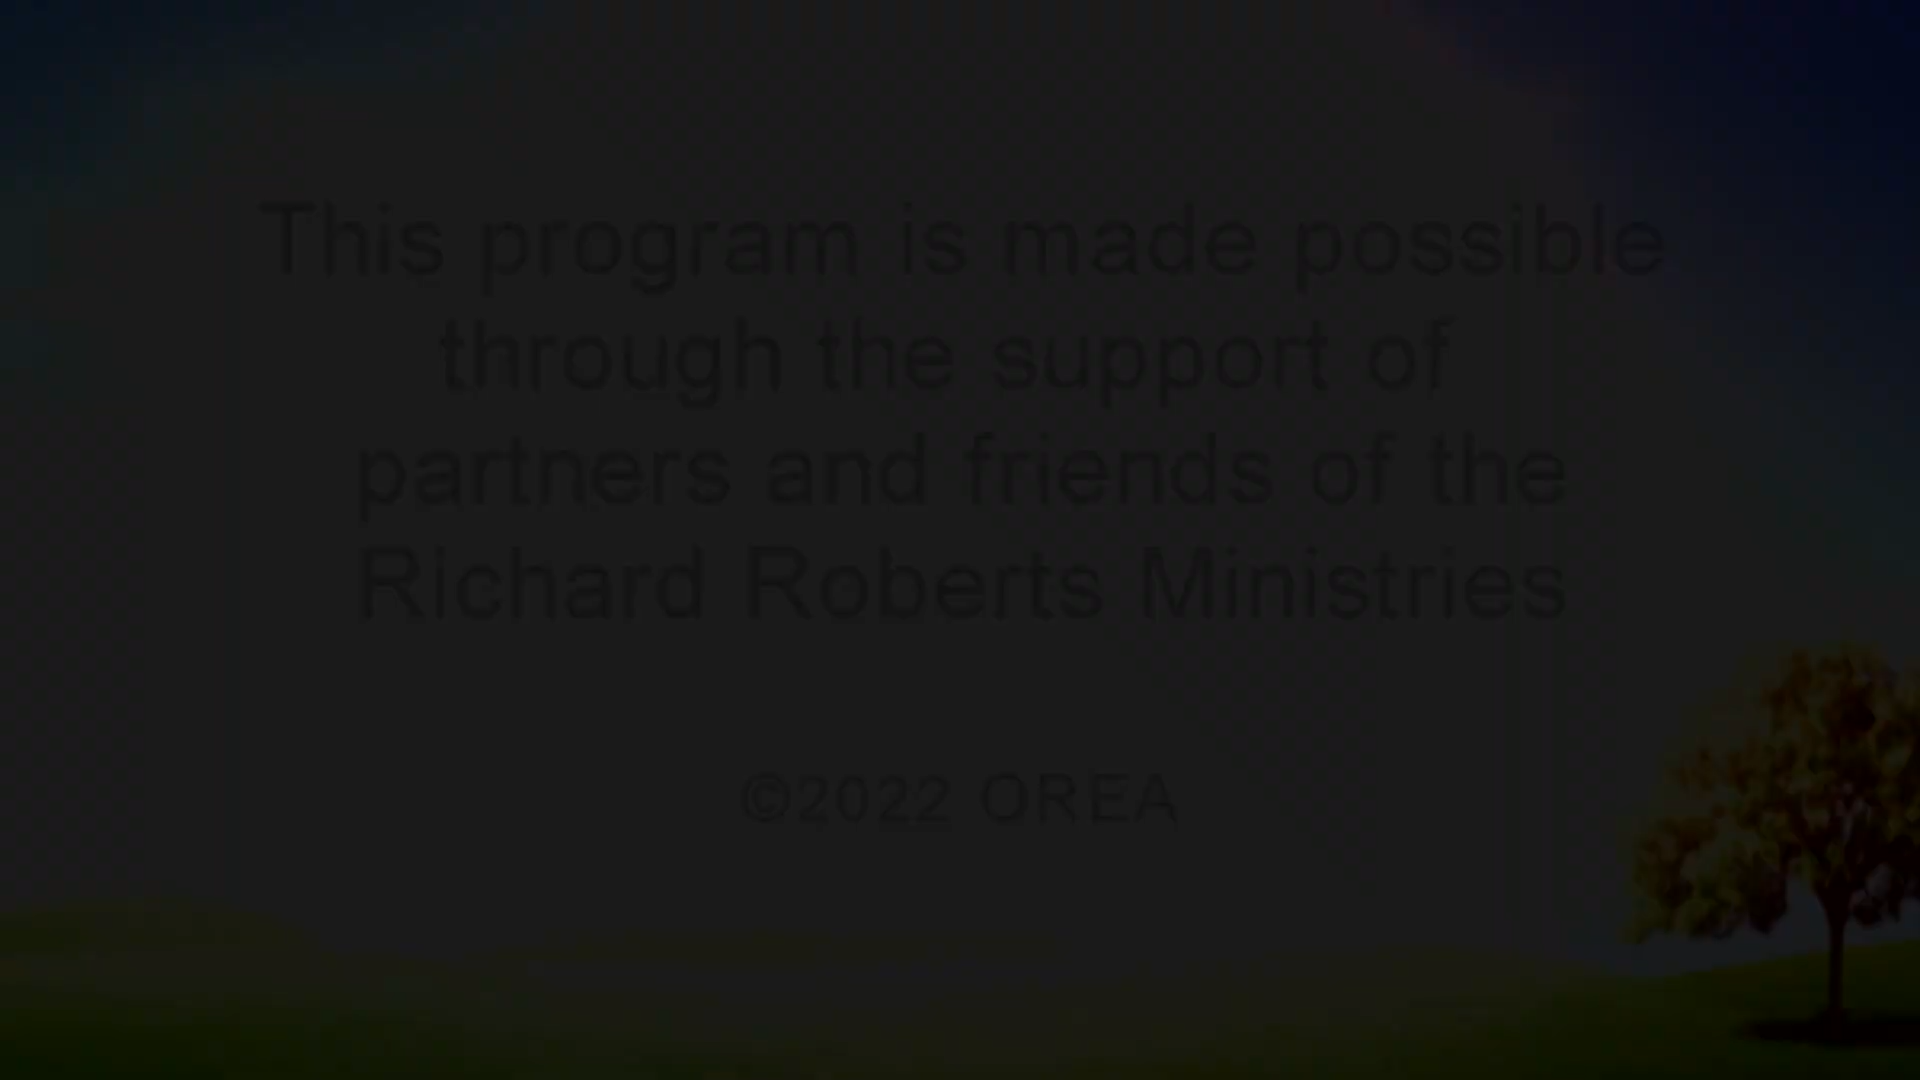 This program is made possible
through the support of
partners and friends of the
Richard Roberts Ministries
©2022 OREA